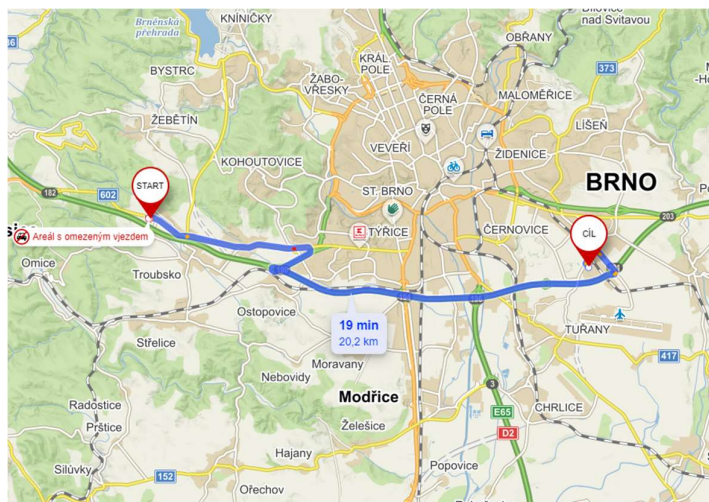 Brněnská
přehrada
KNÍNIČKY
nad Svitavou
OBŘANY
KRÁL.
POLE
373
BYSTRC
ŽABO-
VŘESKY
ČERNÁ
POLE
MALOMĚŘICE
ŽEBĚTÍN
LÍŠEŇ
VEVEŘÍ
KOHOUTOVICE
ŽIDENICE
START
602
182
BRNO
ST. BRNO
203
ČERNOVICE
CÍL
TÝŘICE
Areál s omezeným vjezdem
Omice
Troubsko
Ostopovice
19 min
20,2 km
TUŘANY
Střelice
Moravany
417
Nebovidy
3
Modřice
Radostice
CHRLICE
E65
Prštice
Želešice
D2
Hajany
Silůvky
152
Popovice
Ořechov